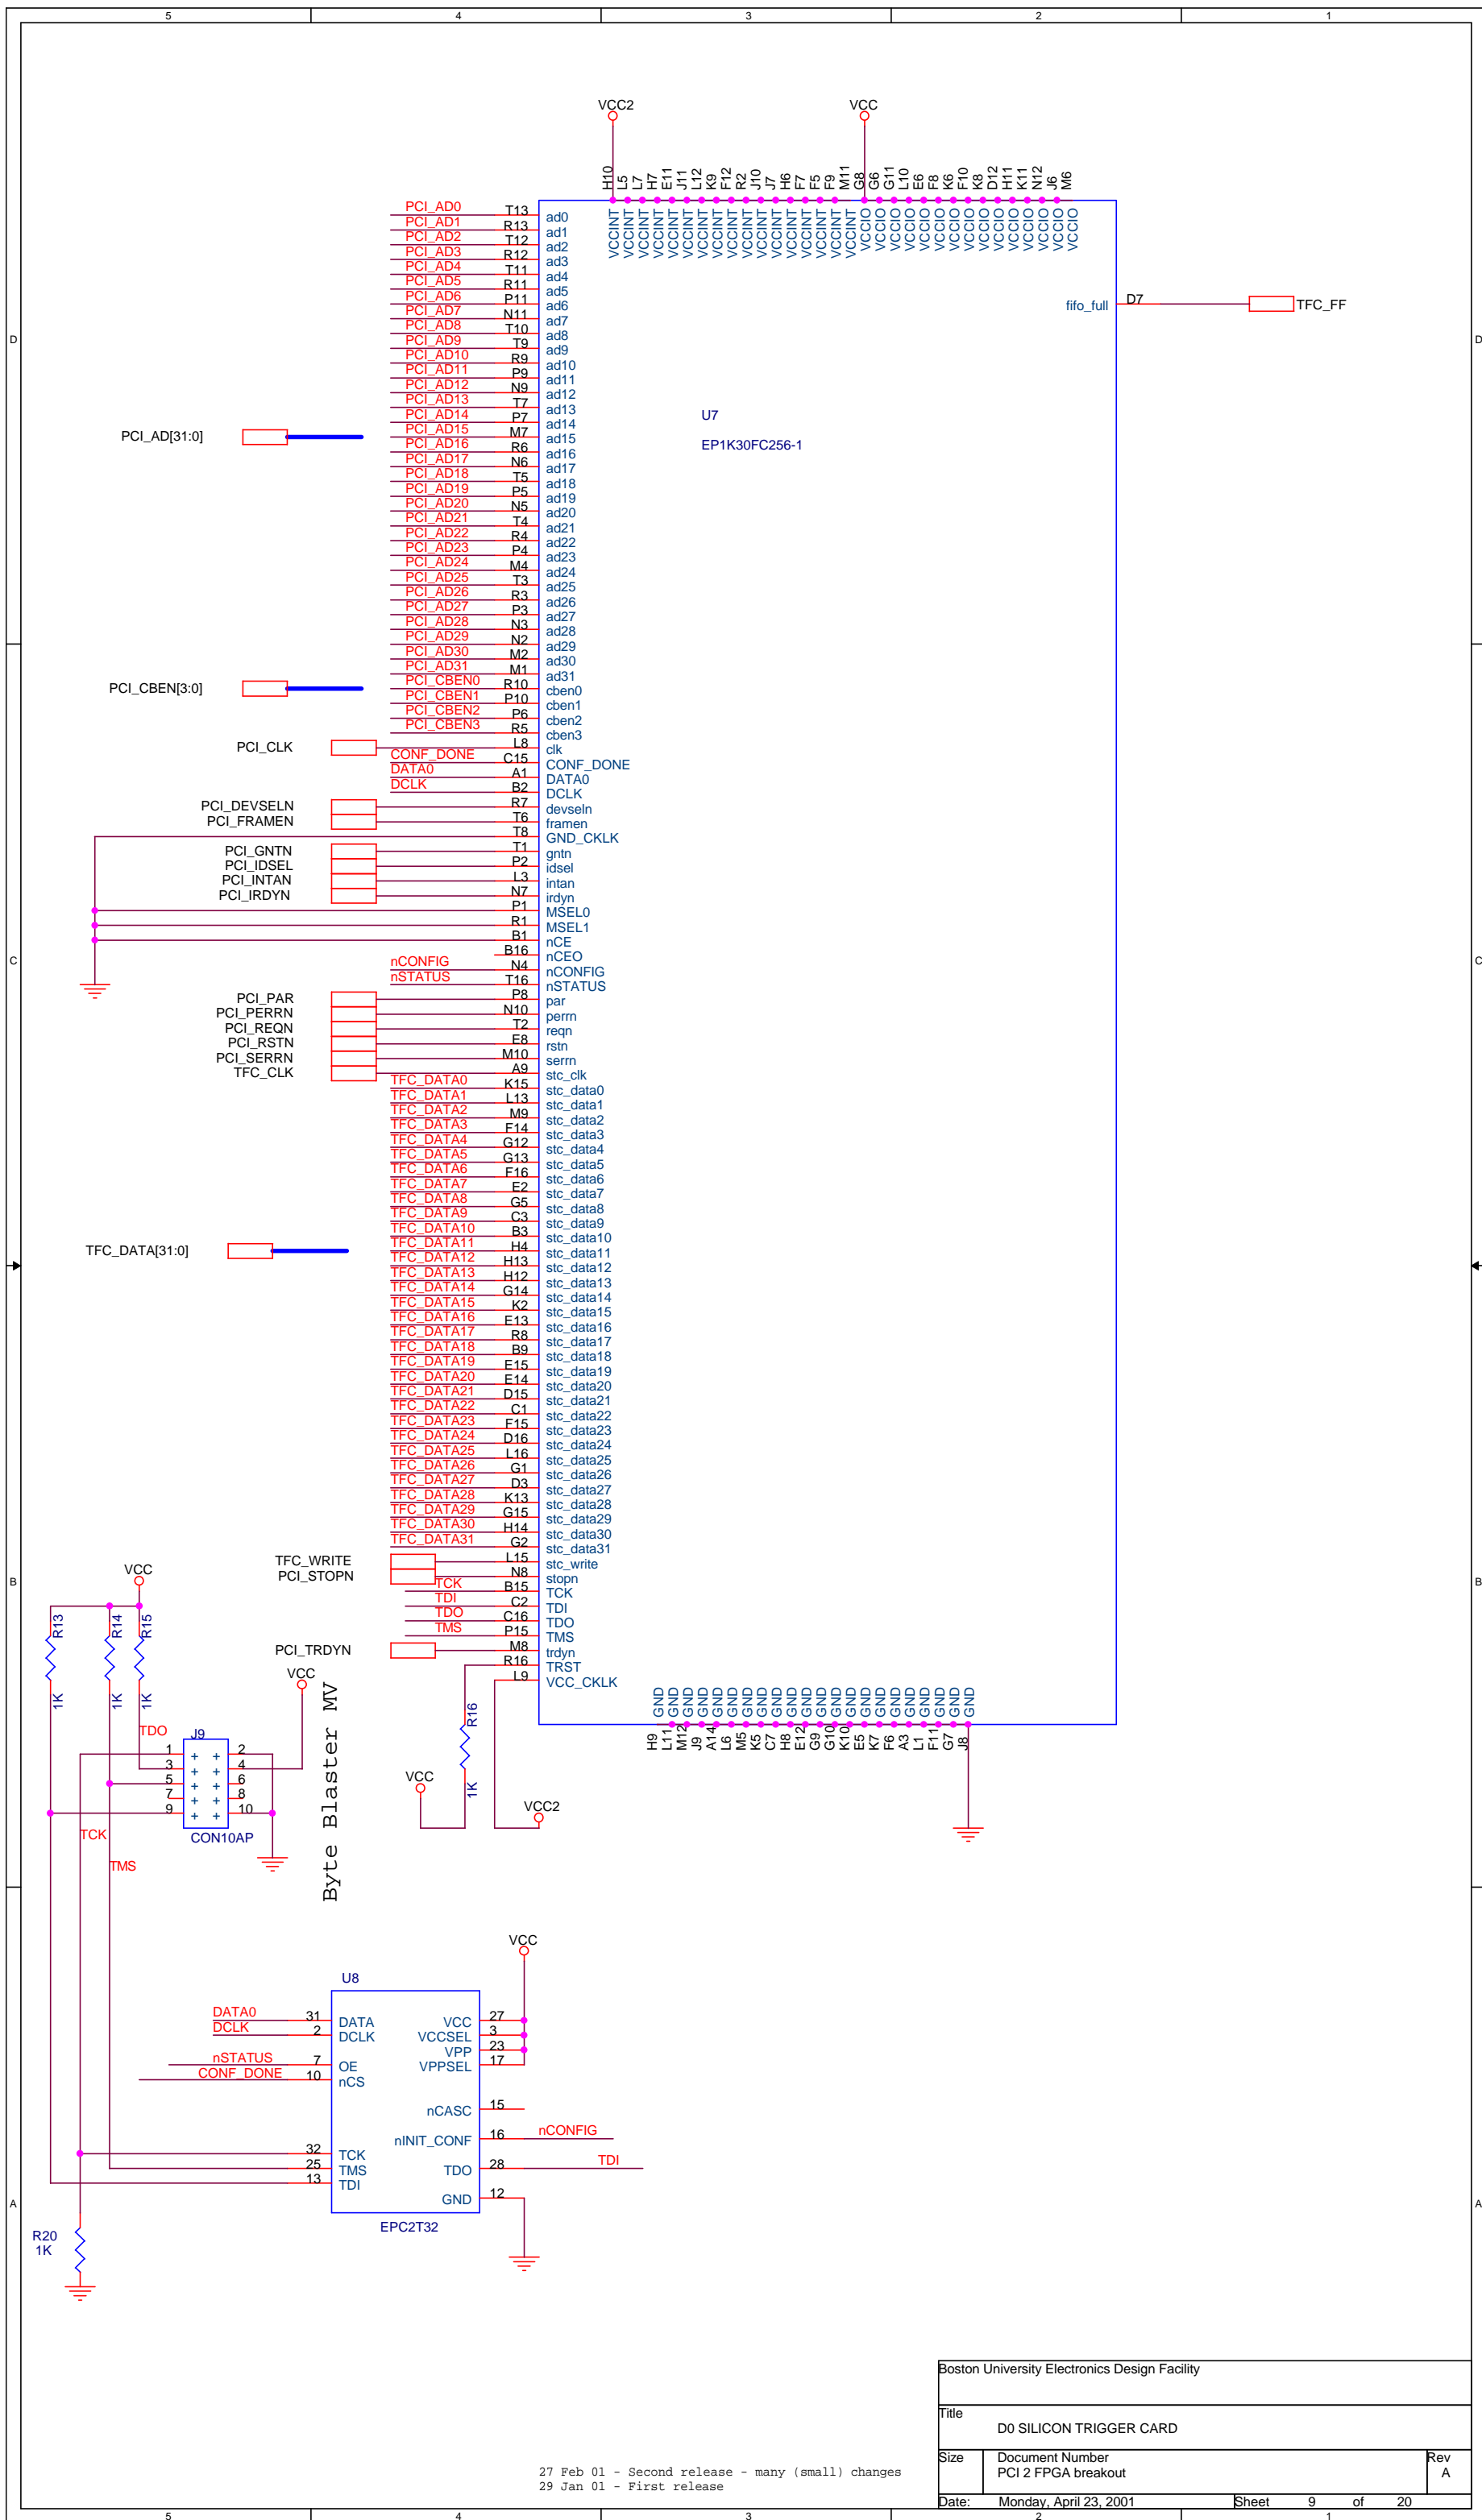 5 4 3 2 1
VCC2 VCC
H10 L5 L7 H7 E11 J11 L12 K9 F12 R2 J10 J7 H6 F7 F5 F9 M11 G8 G6 G11 L10 E6 F8 K6 F10 K8 D12 H11 K11 N12 J6 M6
VCCINT VCCINT VCCINT VCCINT VCCINT VCCINT VCCINT VCCINT VCCINT VCCINT VCCINT VCCINT VCCINT VCCINT VCCINT VCCINT VCCINT VCCIO VCCIO VCCIO VCCIO VCCIO VCCIO VCCIO VCCIO VCCIO VCCIO VCCIO VCCIO VCCIO VCCIO VCCIO
PCI_AD0 T13 ad0
PCI_AD1 R13 ad1
PCI_AD2 T12 ad2
PCI_AD3 R12 ad3
PCI_AD4 T11 ad4
PCI_AD5 R11 ad5
PCI_AD6 P11 ad6
fifo_full D7 TFC_FF
PCI_AD7 N11 ad7
PCI_AD8 T10 ad8
D D
PCI_AD9 T9 ad9
PCI_AD10 R9 ad10
PCI_AD11 P9 ad11
PCI_AD12 N9 ad12
PCI_AD13 T7 ad13
U7
PCI_AD14 P7 ad14
PCI_AD[31:0]
PCI_AD15 M7 ad15
EP1K30FC256-1
PCI_AD16 R6 ad16
PCI_AD17 N6 ad17
PCI_AD18 T5 ad18
PCI_AD19 P5 ad19
PCI_AD20 N5 ad20
PCI_AD21 T4 ad21
PCI_AD22 R4 ad22
PCI_AD23 P4 ad23
PCI_AD24 M4 ad24
PCI_AD25 T3 ad25
PCI_AD26 R3 ad26
PCI_AD27 P3 ad27
PCI_AD28 N3 ad28
PCI_AD29 N2 ad29
PCI_AD30 M2 ad30
PCI_AD31 M1 ad31
PCI_CBEN[3:0]
PCI_CBEN0 R10 cben0
PCI_CBEN1 P10 cben1
PCI_CBEN2 P6 cben2
PCI_CBEN3 R5 cben3
PCI_CLK L8 clk
CONF_DONE C15 CONF_DONE
DATA0 A1 DATA0
DCLK B2 DCLK
PCI_DEVSELN R7 devseln
PCI_FRAMEN T6 framen
T8 GND_CKLK
PCI_GNTN T1 gntn
PCI_IDSEL P2 idsel
PCI_INTAN L3 intan
PCI_IRDYN N7 irdyn
P1 MSEL0
R1 MSEL1
B1 nCE
B16 nCEO
C C
nCONFIG N4 nCONFIG
nSTATUS T16 nSTATUS
PCI_PAR P8 par
PCI_PERRN N10 perrn
PCI_REQN T2 reqn
PCI_RSTN E8 rstn
PCI_SERRN M10 serrn
TFC_CLK A9 stc_clk
TFC_DATA0 K15 stc_data0
TFC_DATA1 L13 stc_data1
TFC_DATA2 M9 stc_data2
TFC_DATA3 F14 stc_data3
TFC_DATA4 G12 stc_data4
TFC_DATA5 G13 stc_data5
TFC_DATA6 F16 stc_data6
TFC_DATA7 E2 stc_data7
TFC_DATA8 G5 stc_data8
TFC_DATA9 C3 stc_data9
TFC_DATA10 B3 stc_data10
TFC_DATA[31:0]
TFC_DATA11 H4 stc_data11
TFC_DATA12 H13 stc_data12
TFC_DATA13 H12 stc_data13
TFC_DATA14 G14 stc_data14
TFC_DATA15 K2 stc_data15
TFC_DATA16 E13 stc_data16
TFC_DATA17 R8 stc_data17
TFC_DATA18 B9 stc_data18
TFC_DATA19 E15 stc_data19
TFC_DATA20 E14 stc_data20
TFC_DATA21 D15 stc_data21
TFC_DATA22 C1 stc_data22
TFC_DATA23 F15 stc_data23
TFC_DATA24 D16 stc_data24
TFC_DATA25 L16 stc_data25
TFC_DATA26 G1 stc_data26
TFC_DATA27 D3 stc_data27
TFC_DATA28 K13 stc_data28
TFC_DATA29 G15 stc_data29
TFC_DATA30 H14 stc_data30
TFC_DATA31 G2 stc_data31
TFC_WRITE L15 stc_write
VCC
PCI_STOPN N8 stopn
B B
TCK B15 TCK
TDI C2 TDI
TDO C16 TDO
TMS P15 TMS
R13 R14 R15
PCI_TRDYN M8 trdyn
R16 TRST
L9 VCC_CKLK
VCC
1K 1K 1K
GND GND GND GND GND GND GND GND GND GND GND GND GND GND GND GND GND GND GND GND GND GND
H9 L11 M12 J9 A14 L6 M5 K5 C7 H8 E12 G9 G10 K10 E5 K7 F6 A3 L1 F11 G7 J8
R16
1K
TDO
J9
1 + + 2
3 + + 4
5 + + 6
7 + + 8
9 + + 10
CON10AP
Byte Blaster MV
VCC
VCC2
TCK
TMS
VCC
U8
DATA0 31 DATA VCC 27
DCLK 2 DCLK VCCSEL 3
VPP 23
nSTATUS 7 OE VPPSEL 17
CONF_DONE 10 nCS
nCASC 15
nINIT_CONF 16 nCONFIG
32 TCK
25 TMS TDO 28 TDI
13 TDI
GND 12
A A
EPC2T32
R20
1K
Boston University Electronics Design Facility
Title
D0 SILICON TRIGGER CARD
Size Document Number Rev
PCI 2 FPGA breakout A
Date: Monday, April 23, 2001 Sheet 9 of 20
27 Feb 01 - Second release - many (small) changes
29 Jan 01 - First release
5 4 3 2 1